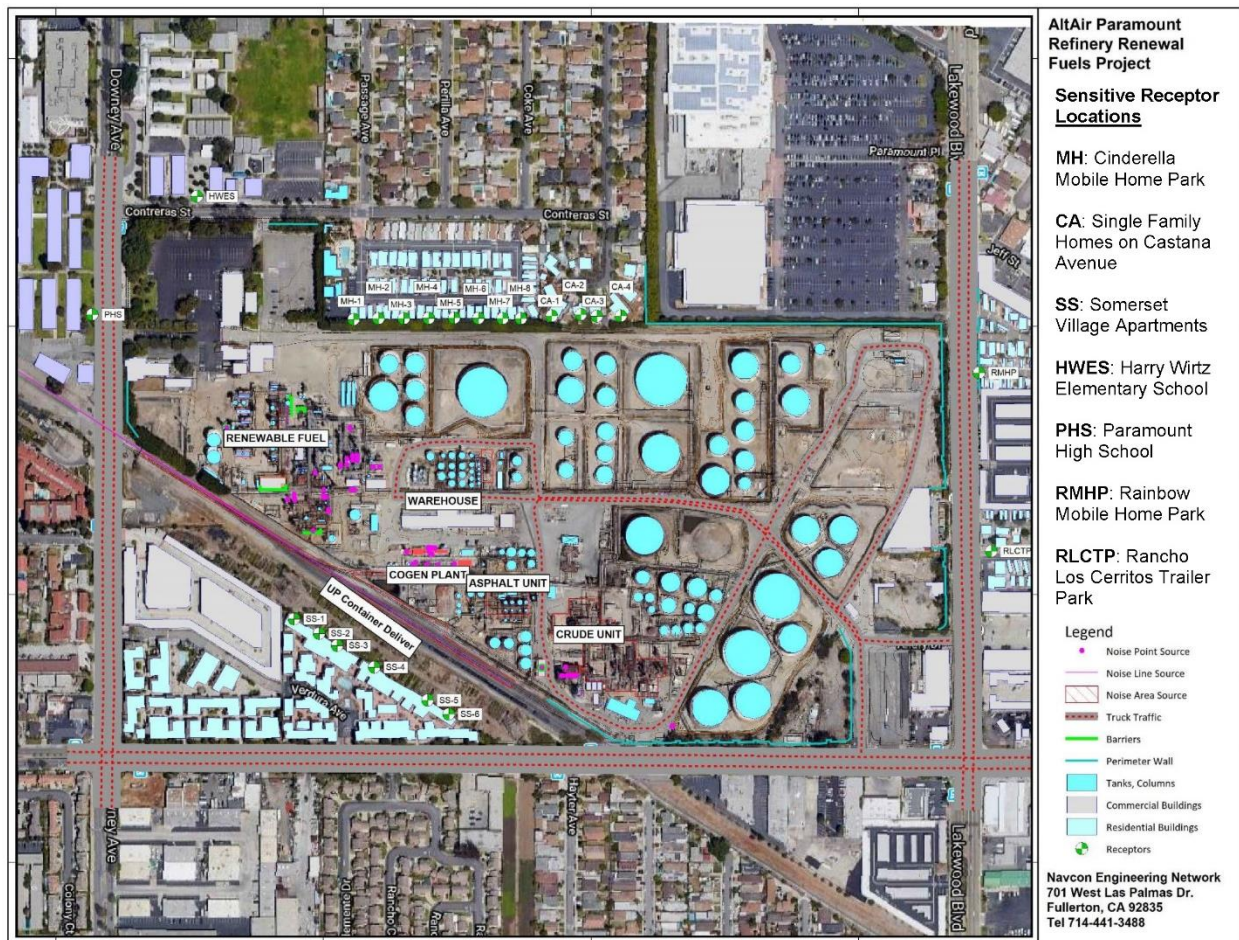 Downey Ave
Passage Ave
Perilla Ave
Coke Ave
Lakewood Blvd
Paramount Pl
HWES
Contreras St
Contreras St
Jeff St
MH-1
MH-2
MH-3
MH-4
MH-5
MH-6
MH-7
MH-8
CA-1
CA-2
CA-3
CA-4
PHS
RMHP
RENEWABLE FUEL
WAREHOUSE
COGEN PLANT
ASPHALT UNIT
RLCTP
UP Container Deliver
CRUDE UNIT
SS-1
SS-2
SS-3
SS-4
SS-5
SS-6
Verdura Ave
ney Ave
Hayter Ave
Colony Ct
Rancho C
Lakewood Blvd
AltAir Paramount
Refinery Renewal
Fuels Project
Sensitive Receptor
Locations
MH: Cinderella
Mobile Home Park
CA: Single Family
Homes on Castana
Avenue
SS: Somerset
Village Apartments
HWES: Harry Wirtz
Elementary School
PHS: Paramount
High School
RMHP: Rainbow
Mobile Home Park
RLCTP: Rancho
Los Cerritos Trailer
Park
Legend
Noise Point Source
Noise Line Source
Noise Area Source
Truck Traffic
Barriers
Perimeter Wall
Tanks, Columns
Commercial Buildings
Residential Buildings
Receptors
Navcon Engineering Network
701 West Las Palmas Dr.
Fullerton, CA 92835
Tel 714-441-3488